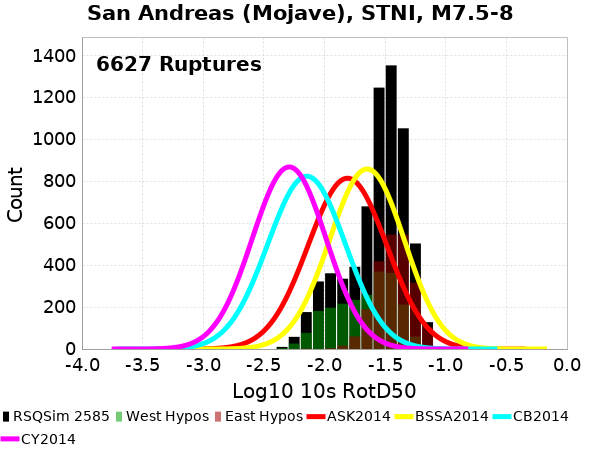 San Andreas (Mojave), STNI, M7.5-8
6627 Ruptures
Count
1400
1200
1000
800
600
400
200
0
-4.0 -3.5 -3.0 -2.5 -2.0 -1.5 -1.0 -0.5 0.0
Log10 10s RotD50
RSQSim 2585 West Hypos East Hypos ASK2014 BSSA2014 CB2014
CY2014